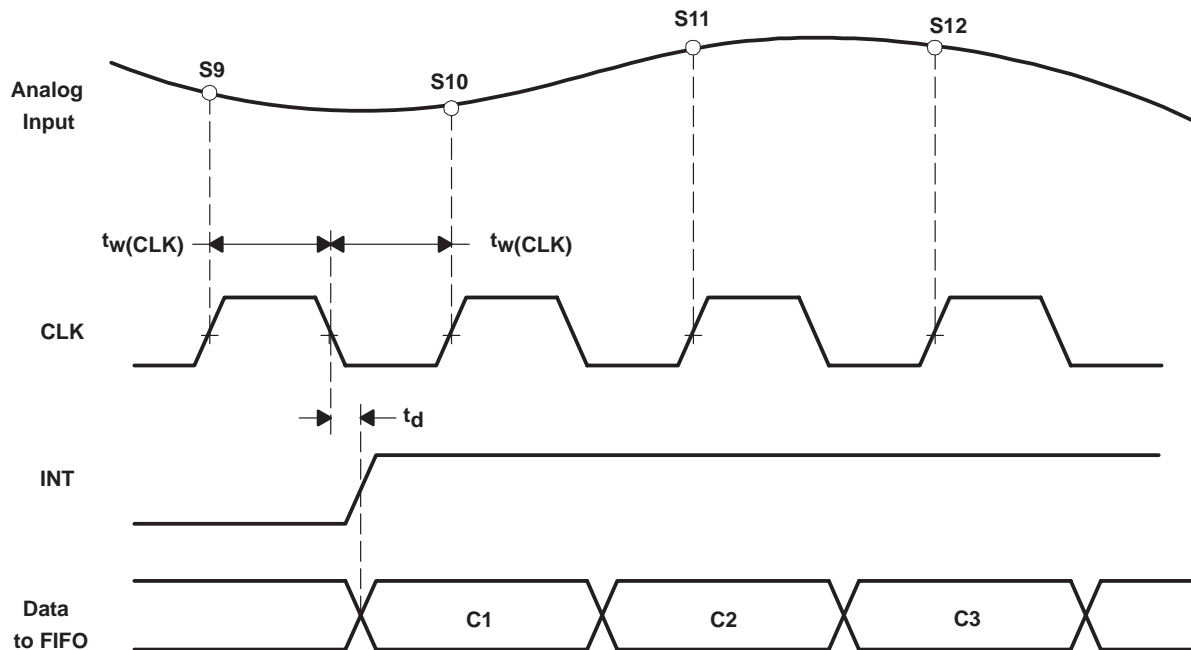 S9
S10
S11
S12
Analog
Input
tw(CLK)
tw(CLK)
CLK
td
INT
Data
to FIFO
C1
C2
C3